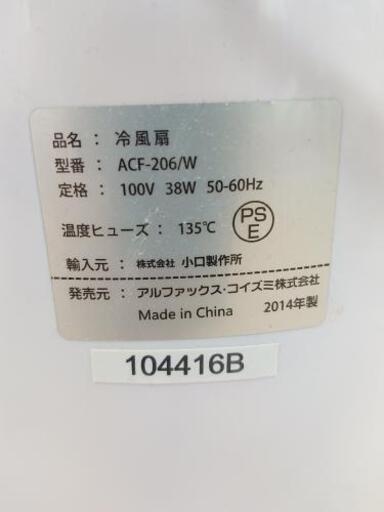 品名： 冷風扇
型番： ACF-206/W
定格： 100V 38W 50-60Hz
温度ヒューズ： 135℃
PS
E
輸入元： 株式会社 小口製作所
発売元： アルファックス・コイズミ株式会社
Made in China 2014年製
104416B